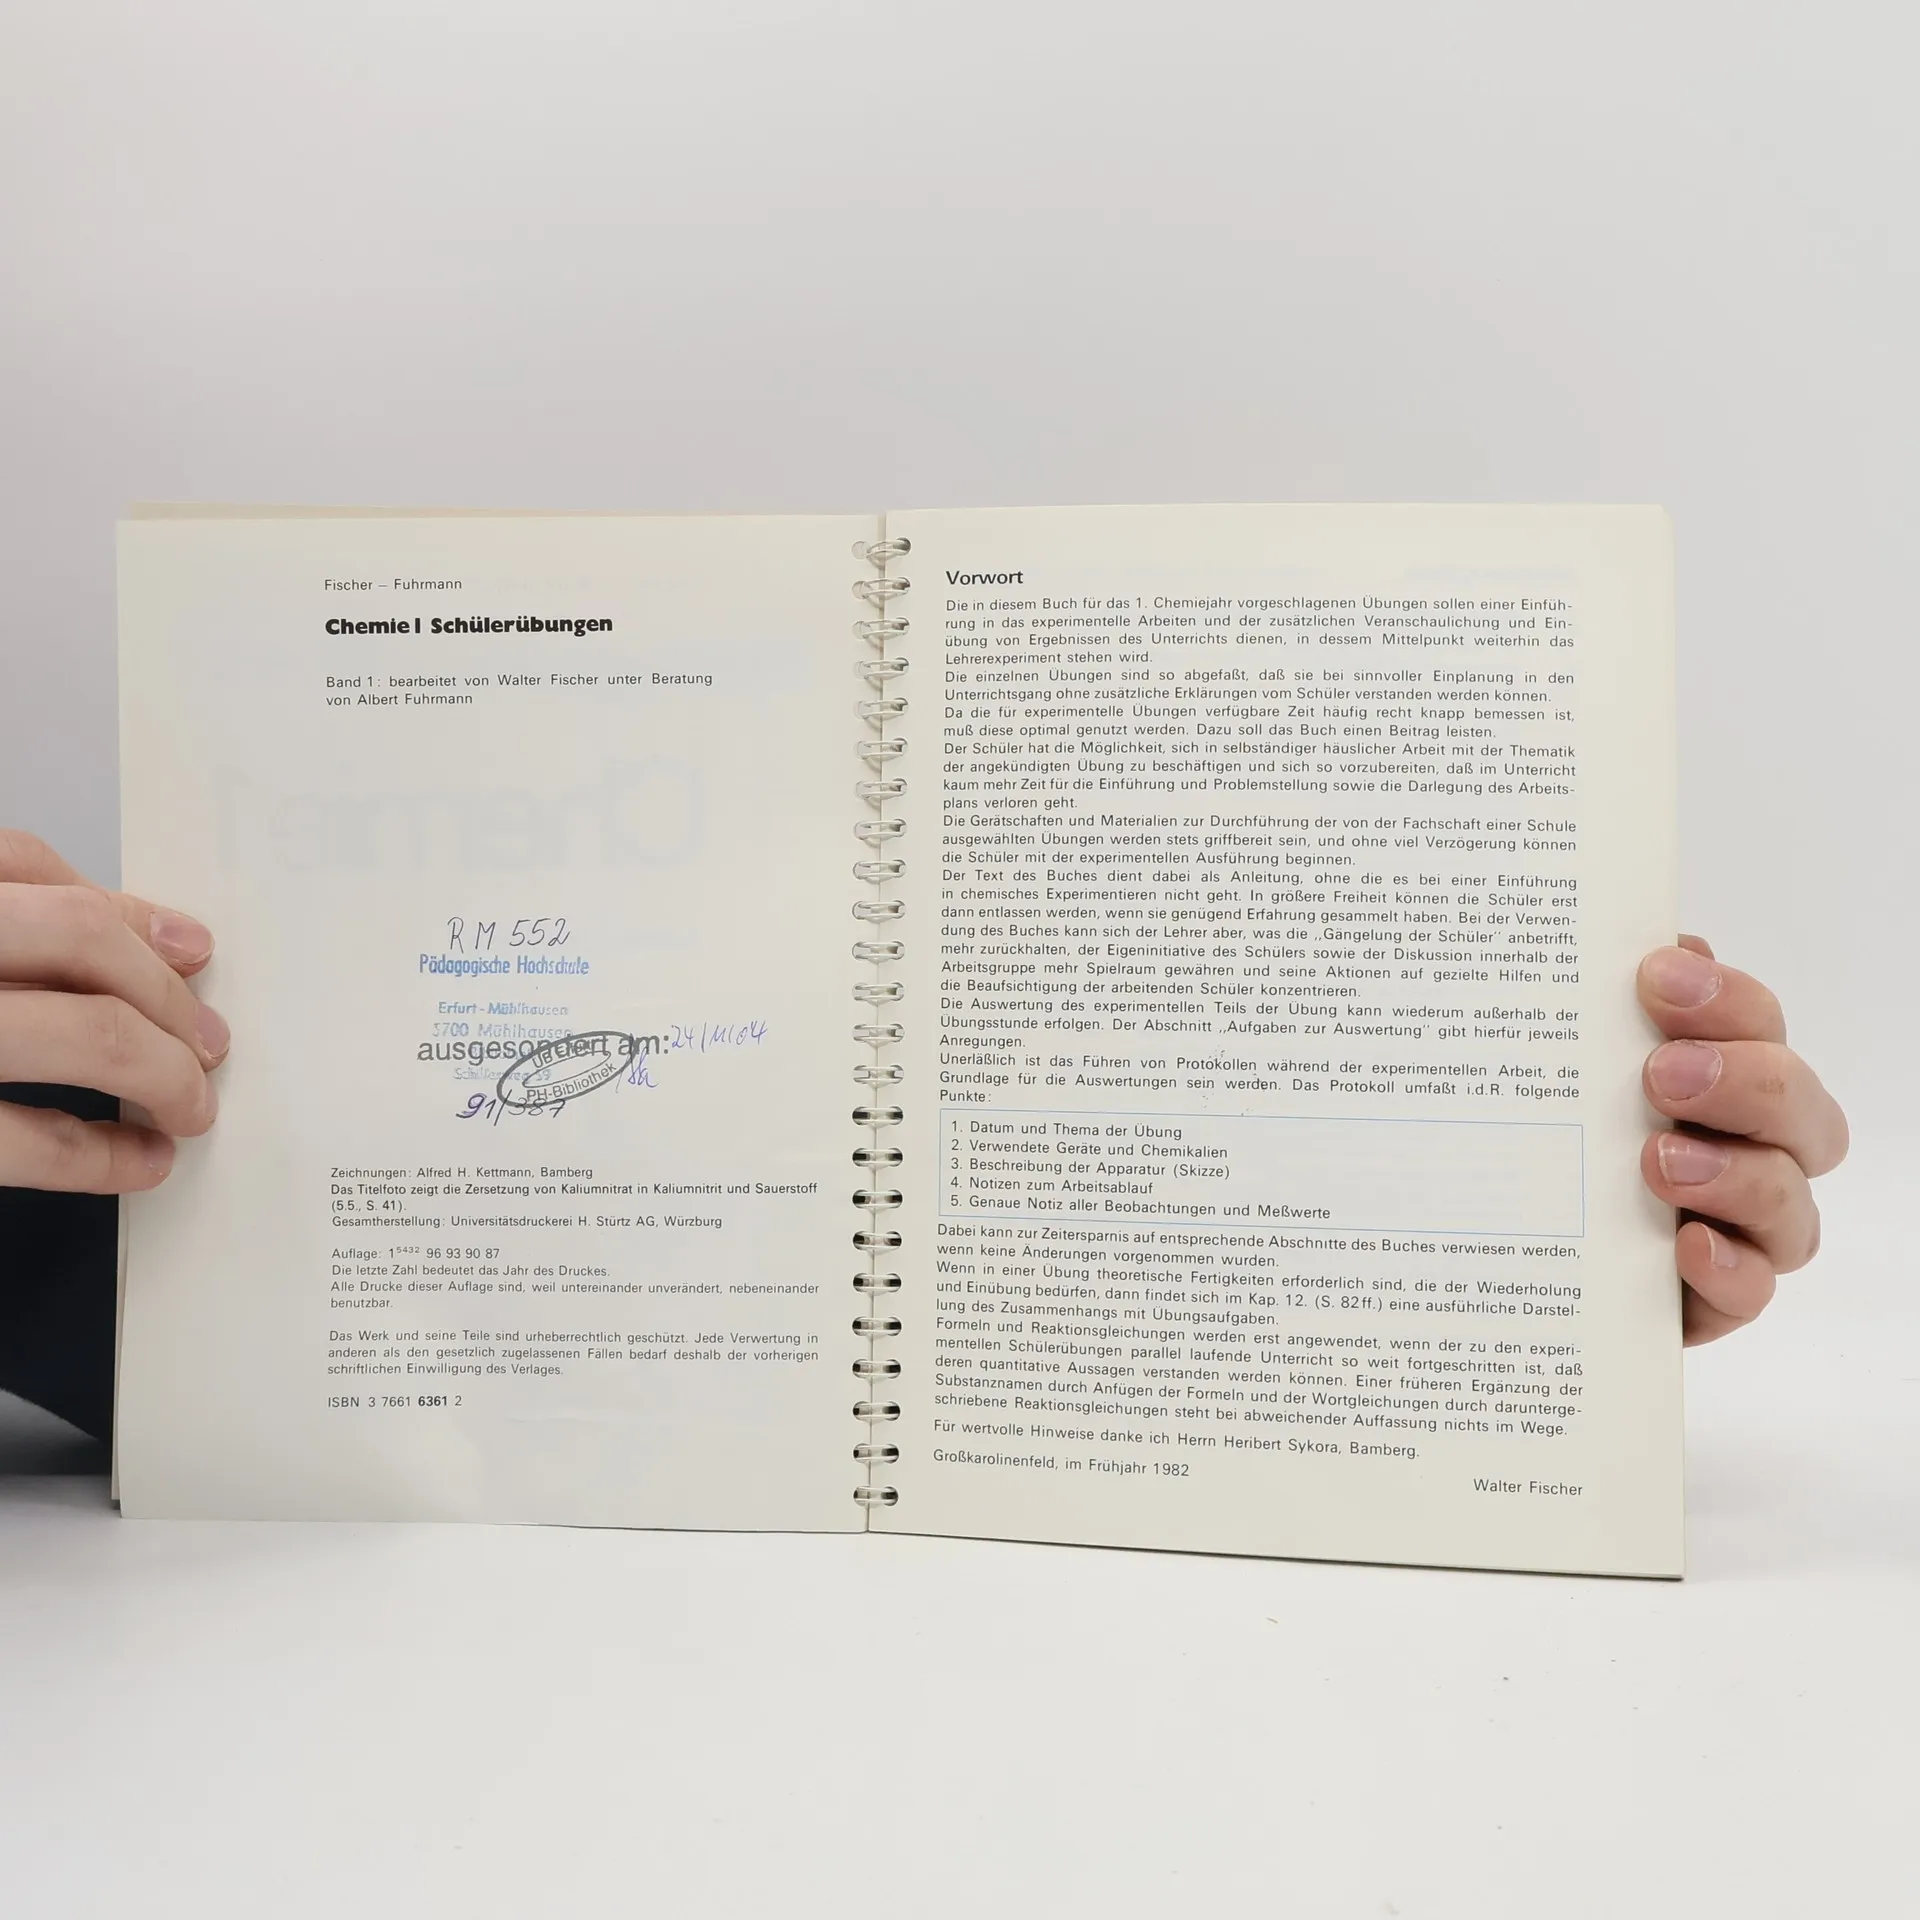 Fischer – Fuhrmann
Chemie I Schülerübungen
Band 1: bearbeitet von Walter Fischer unter Beratung
von Albert Fuhrmann
RM 552
Pädagogische Hochschule
Erfurt-Mühlhausen
5700 Mühlhausen
ausgesondert am: 24/11/04
PH-Bibliothek
91/387
Zeichnungen: Alfred H. Kettmann, Bamberg
Das Titelfoto zeigt die Zersetzung von Kaliumnitrat in Kaliumnitrit und Sauerstoff
(5.5., S. 41).
Gesamtherstellung: Universitätsdruckerei H. Stürtz AG, Würzburg
Auflage: 1⁵⁴³² 96 93 90 87
Die letzte Zahl bedeutet das Jahr des Druckes.
Alle Drucke dieser Auflage sind, weil untereinander unverändert, nebeneinander
benutzbar.
Das Werk und seine Teile sind urheberrechtlich geschützt. Jede Verwertung in
anderen als den gesetzlich zugelassenen Fällen bedarf deshalb der vorherigen
schriftlichen Einwilligung des Verlages.
ISBN 3 7661 6361 2
Vorwort
Die in diesem Buch für das 1. Chemiejahr vorgeschlagenen Übungen sollen einer Einfüh-
rung in das experimentelle Arbeiten und der zusätzlichen Veranschaulichung und Ein-
übung von Ergebnissen des Unterrichts dienen, in dessem Mittelpunkt weiterhin das
Lehrerexperiment stehen wird.
Die einzelnen Übungen sind so abgefaßt, daß sie bei sinnvoller Einplanung in den
Unterrichtsgang ohne zusätzliche Erklärungen vom Schüler verstanden werden können.
Da die für experimentelle Übungen verfügbare Zeit häufig recht knapp bemessen ist,
muß diese optimal genutzt werden. Dazu soll das Buch einen Beitrag leisten.
Der Schüler hat die Möglichkeit, sich in selbständiger häuslicher Arbeit mit der Thematik
der angekündigten Übung zu beschäftigen und sich so vorzubereiten, daß im Unterricht
kaum mehr Zeit für die Einführung und Problemstellung sowie die Darlegung des Arbeits-
plans verloren geht.
Die Gerätschaften und Materialien zur Durchführung der von der Fachschaft einer Schule
ausgewählten Übungen werden stets griffbereit sein, und ohne viel Verzögerung können
die Schüler mit der experimentellen Ausführung beginnen.
Der Text des Buches dient dabei als Anleitung, ohne die es bei einer Einführung
in chemisches Experimentieren nicht geht. In größere Freiheit können die Schüler erst
dann entlassen werden, wenn sie genügend Erfahrung gesammelt haben. Bei der Verwen-
dung des Buches kann sich der Lehrer aber, was die „Gängelung der Schüler" anbetrifft,
mehr zurückhalten, der Eigeninitiative des Schülers sowie der Diskussion innerhalb der
Arbeitsgruppe mehr Spielraum gewähren und seine Aktionen auf gezielte Hilfen und
die Beaufsichtigung der arbeitenden Schüler konzentrieren.
Die Auswertung des experimentellen Teils der Übung kann wiederum außerhalb der
Übungsstunde erfolgen. Der Abschnitt „Aufgaben zur Auswertung" gibt hierfür jeweils
Anregungen.
Unerläßlich ist das Führen von Protokollen während der experimentellen Arbeit, die
Grundlage für die Auswertungen sein werden. Das Protokoll umfaßt i.d.R. folgende
Punkte:
1. Datum und Thema der Übung
2. Verwendete Geräte und Chemikalien
3. Beschreibung der Apparatur (Skizze)
4. Notizen zum Arbeitsablauf
5. Genaue Notiz aller Beobachtungen und Meßwerte
Dabei kann zur Zeitersparnis auf entsprechende Abschnitte des Buches verwiesen werden,
wenn keine Änderungen vorgenommen wurden.
Wenn in einer Übung theoretische Fertigkeiten erforderlich sind, die der Wiederholung
und Einübung bedürfen, dann findet sich im Kap. 12. (S. 82ff.) eine ausführliche Darstel-
lung des Zusammenhangs mit Übungsaufgaben.
Formeln und Reaktionsgleichungen werden erst angewendet, wenn der zu den experi-
mentellen Schülerübungen parallel laufende Unterricht so weit fortgeschritten ist, daß
deren quantitative Aussagen verstanden werden können. Einer früheren Ergänzung der
Substanznamen durch Anfügen der Formeln und der Wortgleichungen durch darunterge-
schriebene Reaktionsgleichungen steht bei abweichender Auffassung nichts im Wege.
Für wertvolle Hinweise danke ich Herrn Heribert Sykora, Bamberg.
Großkarolinenfeld, im Frühjahr 1982
Walter Fischer